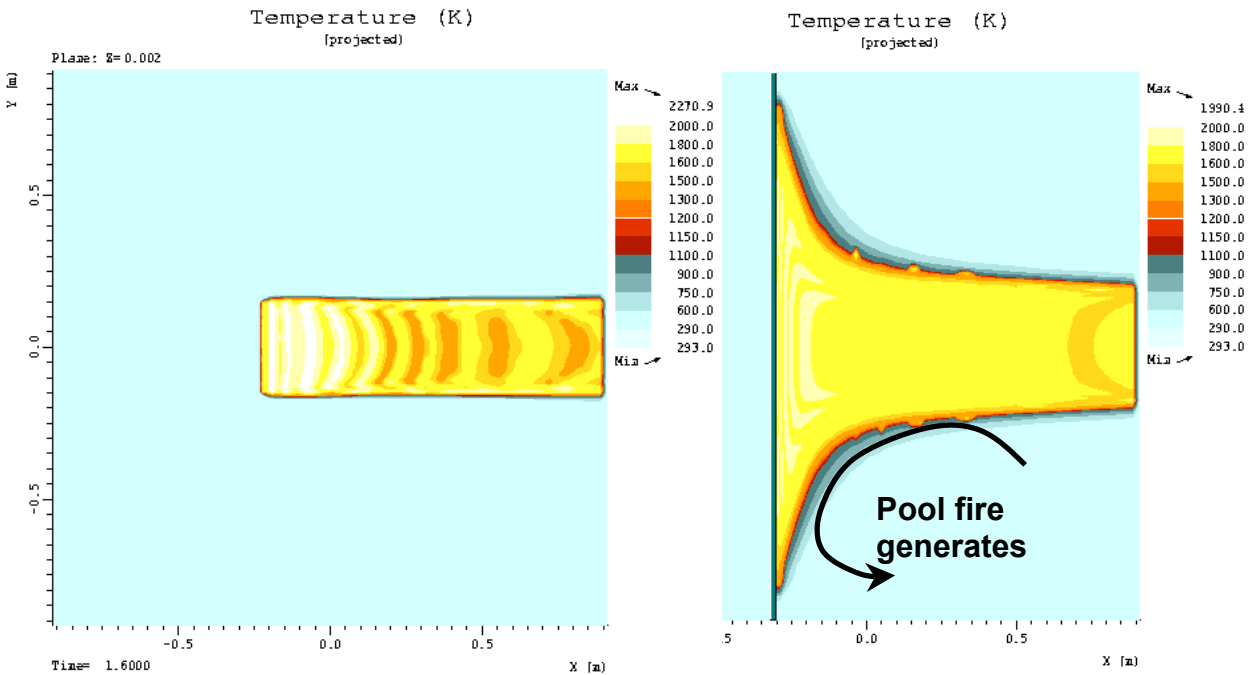 Temperature (K)
(projected)
Plane: Z=0.002
Y (m)
0.5
0.0
-0.5
-0.5
0.0
0.5
X (m)
Time= 1.6000
Max
2270.9
2000.0
1800.0
1600.0
1500.0
1300.0
1200.0
1150.0
1100.0
900.0
750.0
600.0
290.0
293.0
Min
Temperature (K)
(projected)
Pool fire
generates
.5
0.0
0.5
X (m)
Max
1990.4
2000.0
1800.0
1600.0
1500.0
1300.0
1200.0
1150.0
1100.0
900.0
750.0
600.0
290.0
293.0
Min